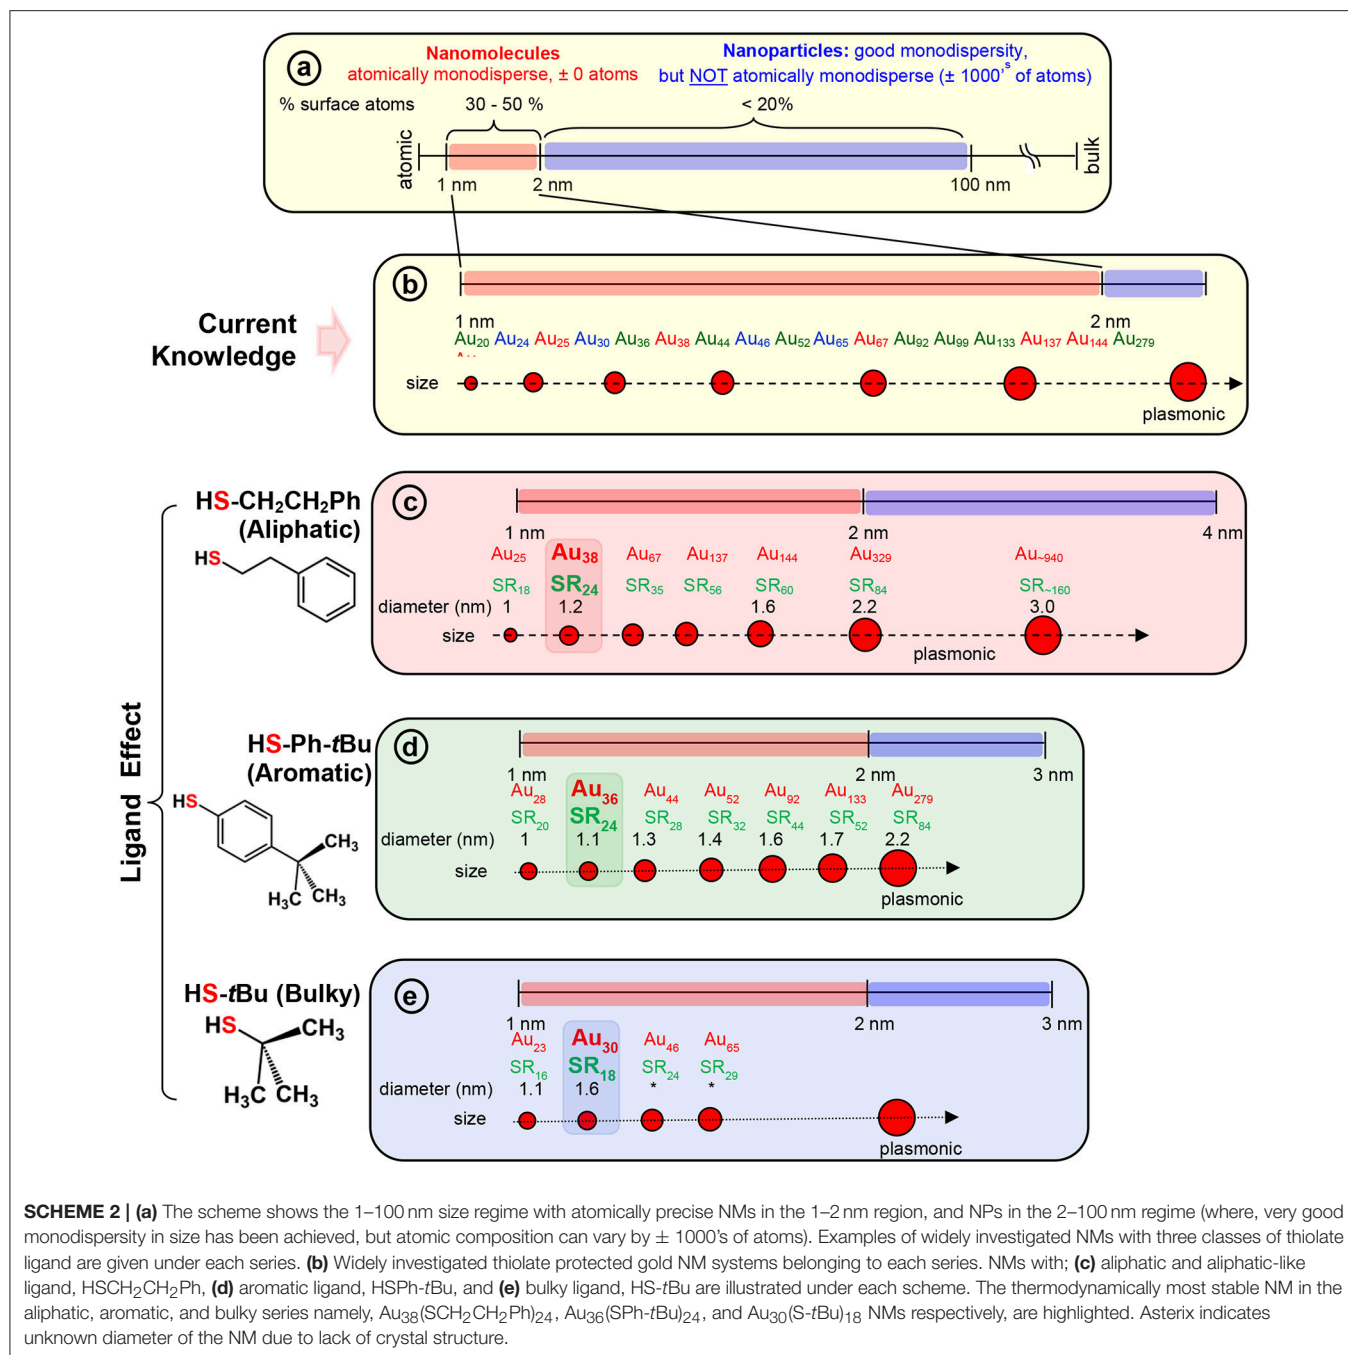 ⓐ
Nanomolecules
atomically monodisperse, ± 0 atoms
Nanoparticles: good monodispersity,
but NOT atomically monodisperse (± 1000's of atoms)
% surface atoms 30 - 50 % < 20%
atomic
bulk
1 nm 2 nm 100 nm
Current
Knowledge
ⓑ
1 nm 2 nm
Au20 Au24 Au25 Au30 Au36 Au38 Au44 Au46 Au52 Au65 Au67 Au92 Au99 Au133 Au137 Au144 Au279
size
plasmonic
Ligand Effect
HS-CH2CH2Ph
(Aliphatic)
HS
ⓒ
1 nm 2 nm 4 nm
Au25 Au38 Au67 Au137 Au144 Au329 Au~940
SR18 SR24 SR35 SR56 SR60 SR84 SR~160
diameter (nm) 1 1.2 1.6 2.2 3.0
size
plasmonic
HS-Ph-tBu
(Aromatic)
HS
CH3
H3C CH3
ⓓ
1 nm 2 nm 3 nm
Au28 Au36 Au44 Au52 Au92 Au133 Au279
SR20 SR24 SR28 SR32 SR44 SR52 SR84
diameter (nm) 1 1.1 1.3 1.4 1.6 1.7 2.2
size
plasmonic
HS-tBu (Bulky)
HS CH3
H3C CH3
ⓔ
1 nm 2 nm 3 nm
Au23 Au30 Au46 Au65
SR16 SR18 SR24 SR29
diameter (nm) 1.1 1.6 * *
size
plasmonic
SCHEME 2 | (a) The scheme shows the 1–100 nm size regime with atomically precise NMs in the 1–2 nm region, and NPs in the 2–100 nm regime (where, very good
monodispersity in size has been achieved, but atomic composition can vary by ± 1000's of atoms). Examples of widely investigated NMs with three classes of thiolate
ligand are given under each series. (b) Widely investigated thiolate protected gold NM systems belonging to each series. NMs with; (c) aliphatic and aliphatic-like
ligand, HSCH2CH2Ph, (d) aromatic ligand, HSPh-tBu, and (e) bulky ligand, HS-tBu are illustrated under each scheme. The thermodynamically most stable NM in the
aliphatic, aromatic, and bulky series namely, Au38(SCH2CH2Ph)24, Au36(SPh-tBu)24, and Au30(S-tBu)18 NMs respectively, are highlighted. Asterix indicates
unknown diameter of the NM due to lack of crystal structure.